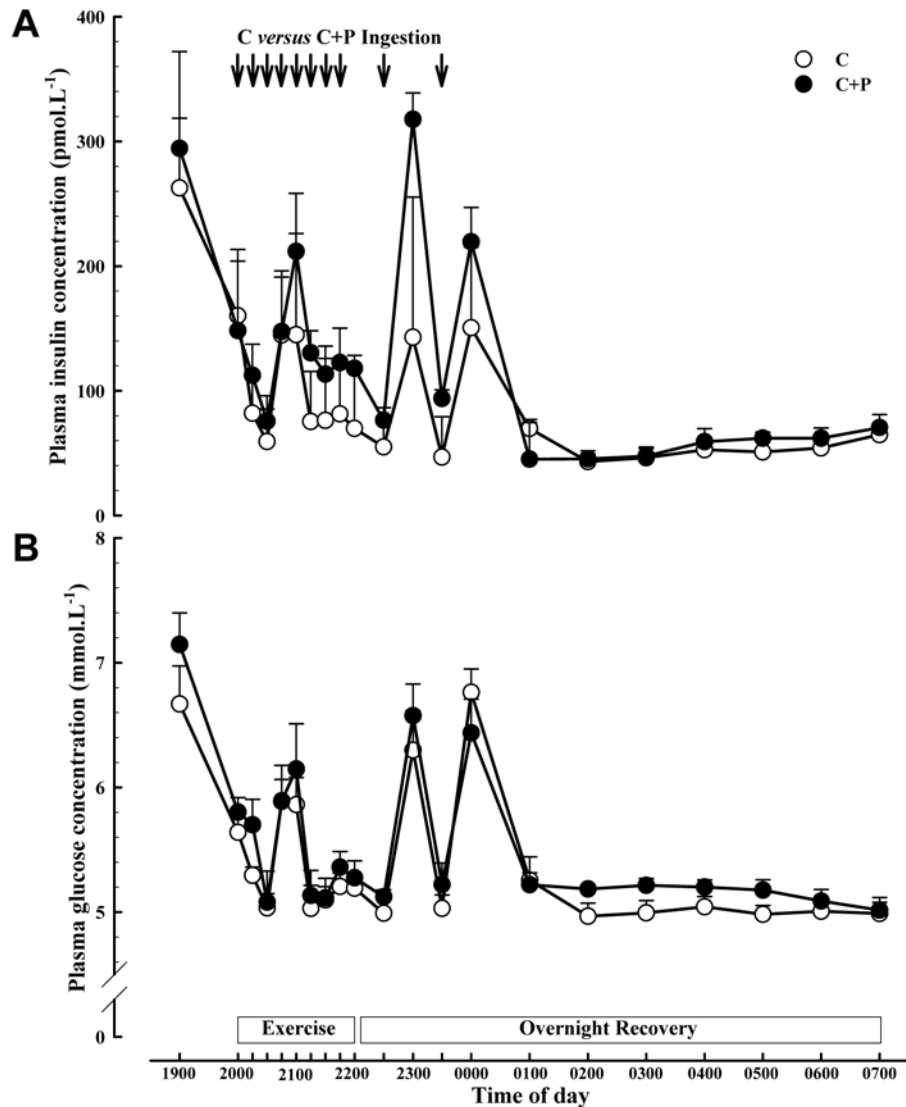 A
C versus C+P Ingestion
C
C+P
Plasma insulin concentration (pmol.L-1)
400
300
200
100
0
B
Plasma glucose concentration (mmol.L-1)
8
7
6
5
0
Exercise
Overnight Recovery
1900 2000 2100 2200 2300 0000 0100 0200 0300 0400 0500 0600 0700
Time of day